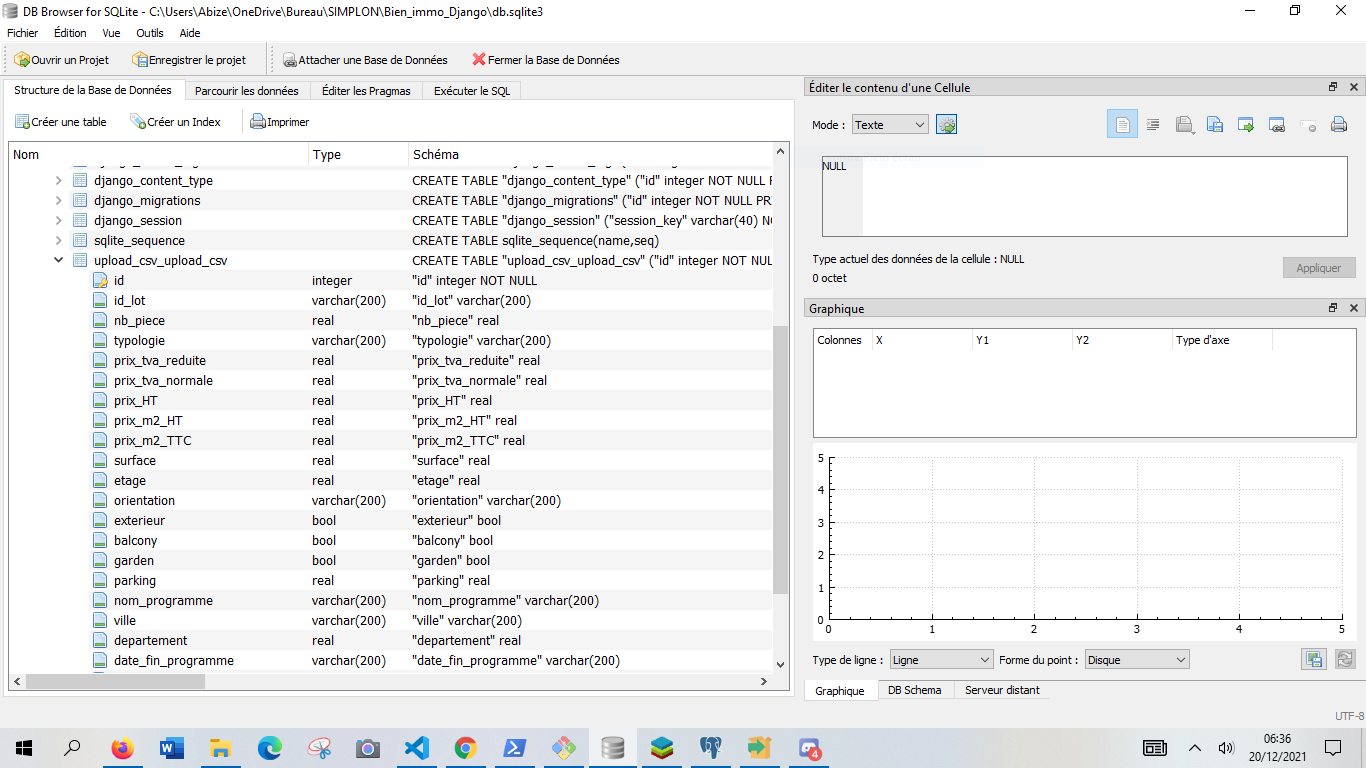 DB Browser for SQLite - C:\Users\Abize\OneDrive\Bureau\SIMPLON\Bien_immo_Django\db.sqlite3
Fichier Édition Vue Outils Aide
Ouvrir un Projet Enregistrer le projet Attacher une Base de Données Fermer la Base de Données
Structure de la Base de Données Parcourir les données Éditer les Pragmas Exécuter le SQL
Créer une table Créer un Index Imprimer
Nom Type Schéma
django_content_type CREATE TABLE "django_content_type" ("id" integer NOT NULL P
django_migrations CREATE TABLE "django_migrations" ("id" integer NOT NULL PR
django_session CREATE TABLE "django_session" ("session_key" varchar(40) NO
sqlite_sequence CREATE TABLE sqlite_sequence(name,seq)
upload_csv_upload_csv CREATE TABLE "upload_csv_upload_csv" ("id" integer NOT NUL
id integer "id" integer NOT NULL
id_lot varchar(200) "id_lot" varchar(200)
nb_piece real "nb_piece" real
typologie varchar(200) "typologie" varchar(200)
prix_tva_reduite real "prix_tva_reduite" real
prix_tva_normale real "prix_tva_normale" real
prix_HT real "prix_HT" real
prix_m2_HT real "prix_m2_HT" real
prix_m2_TTC real "prix_m2_TTC" real
surface real "surface" real
etage real "etage" real
orientation varchar(200) "orientation" varchar(200)
exterieur bool "exterieur" bool
balcony bool "balcony" bool
garden bool "garden" bool
parking real "parking" real
nom_programme varchar(200) "nom_programme" varchar(200)
ville varchar(200) "ville" varchar(200)
departement real "departement" real
date_fin_programme varchar(200) "date_fin_programme" varchar(200)
Éditer le contenu d'une Cellule
Mode : Texte
NULL
Type actuel des données de la cellule : NULL
0 octet
Appliquer
Graphique
Colonnes X Y1 Y2 Type d'axe
5
4
3
2
1
0
0 1 2 3 4 5
Type de ligne : Ligne Forme du point : Disque
Graphique DB Schema Serveur distant
UTF-8
4
06:36
20/12/2021